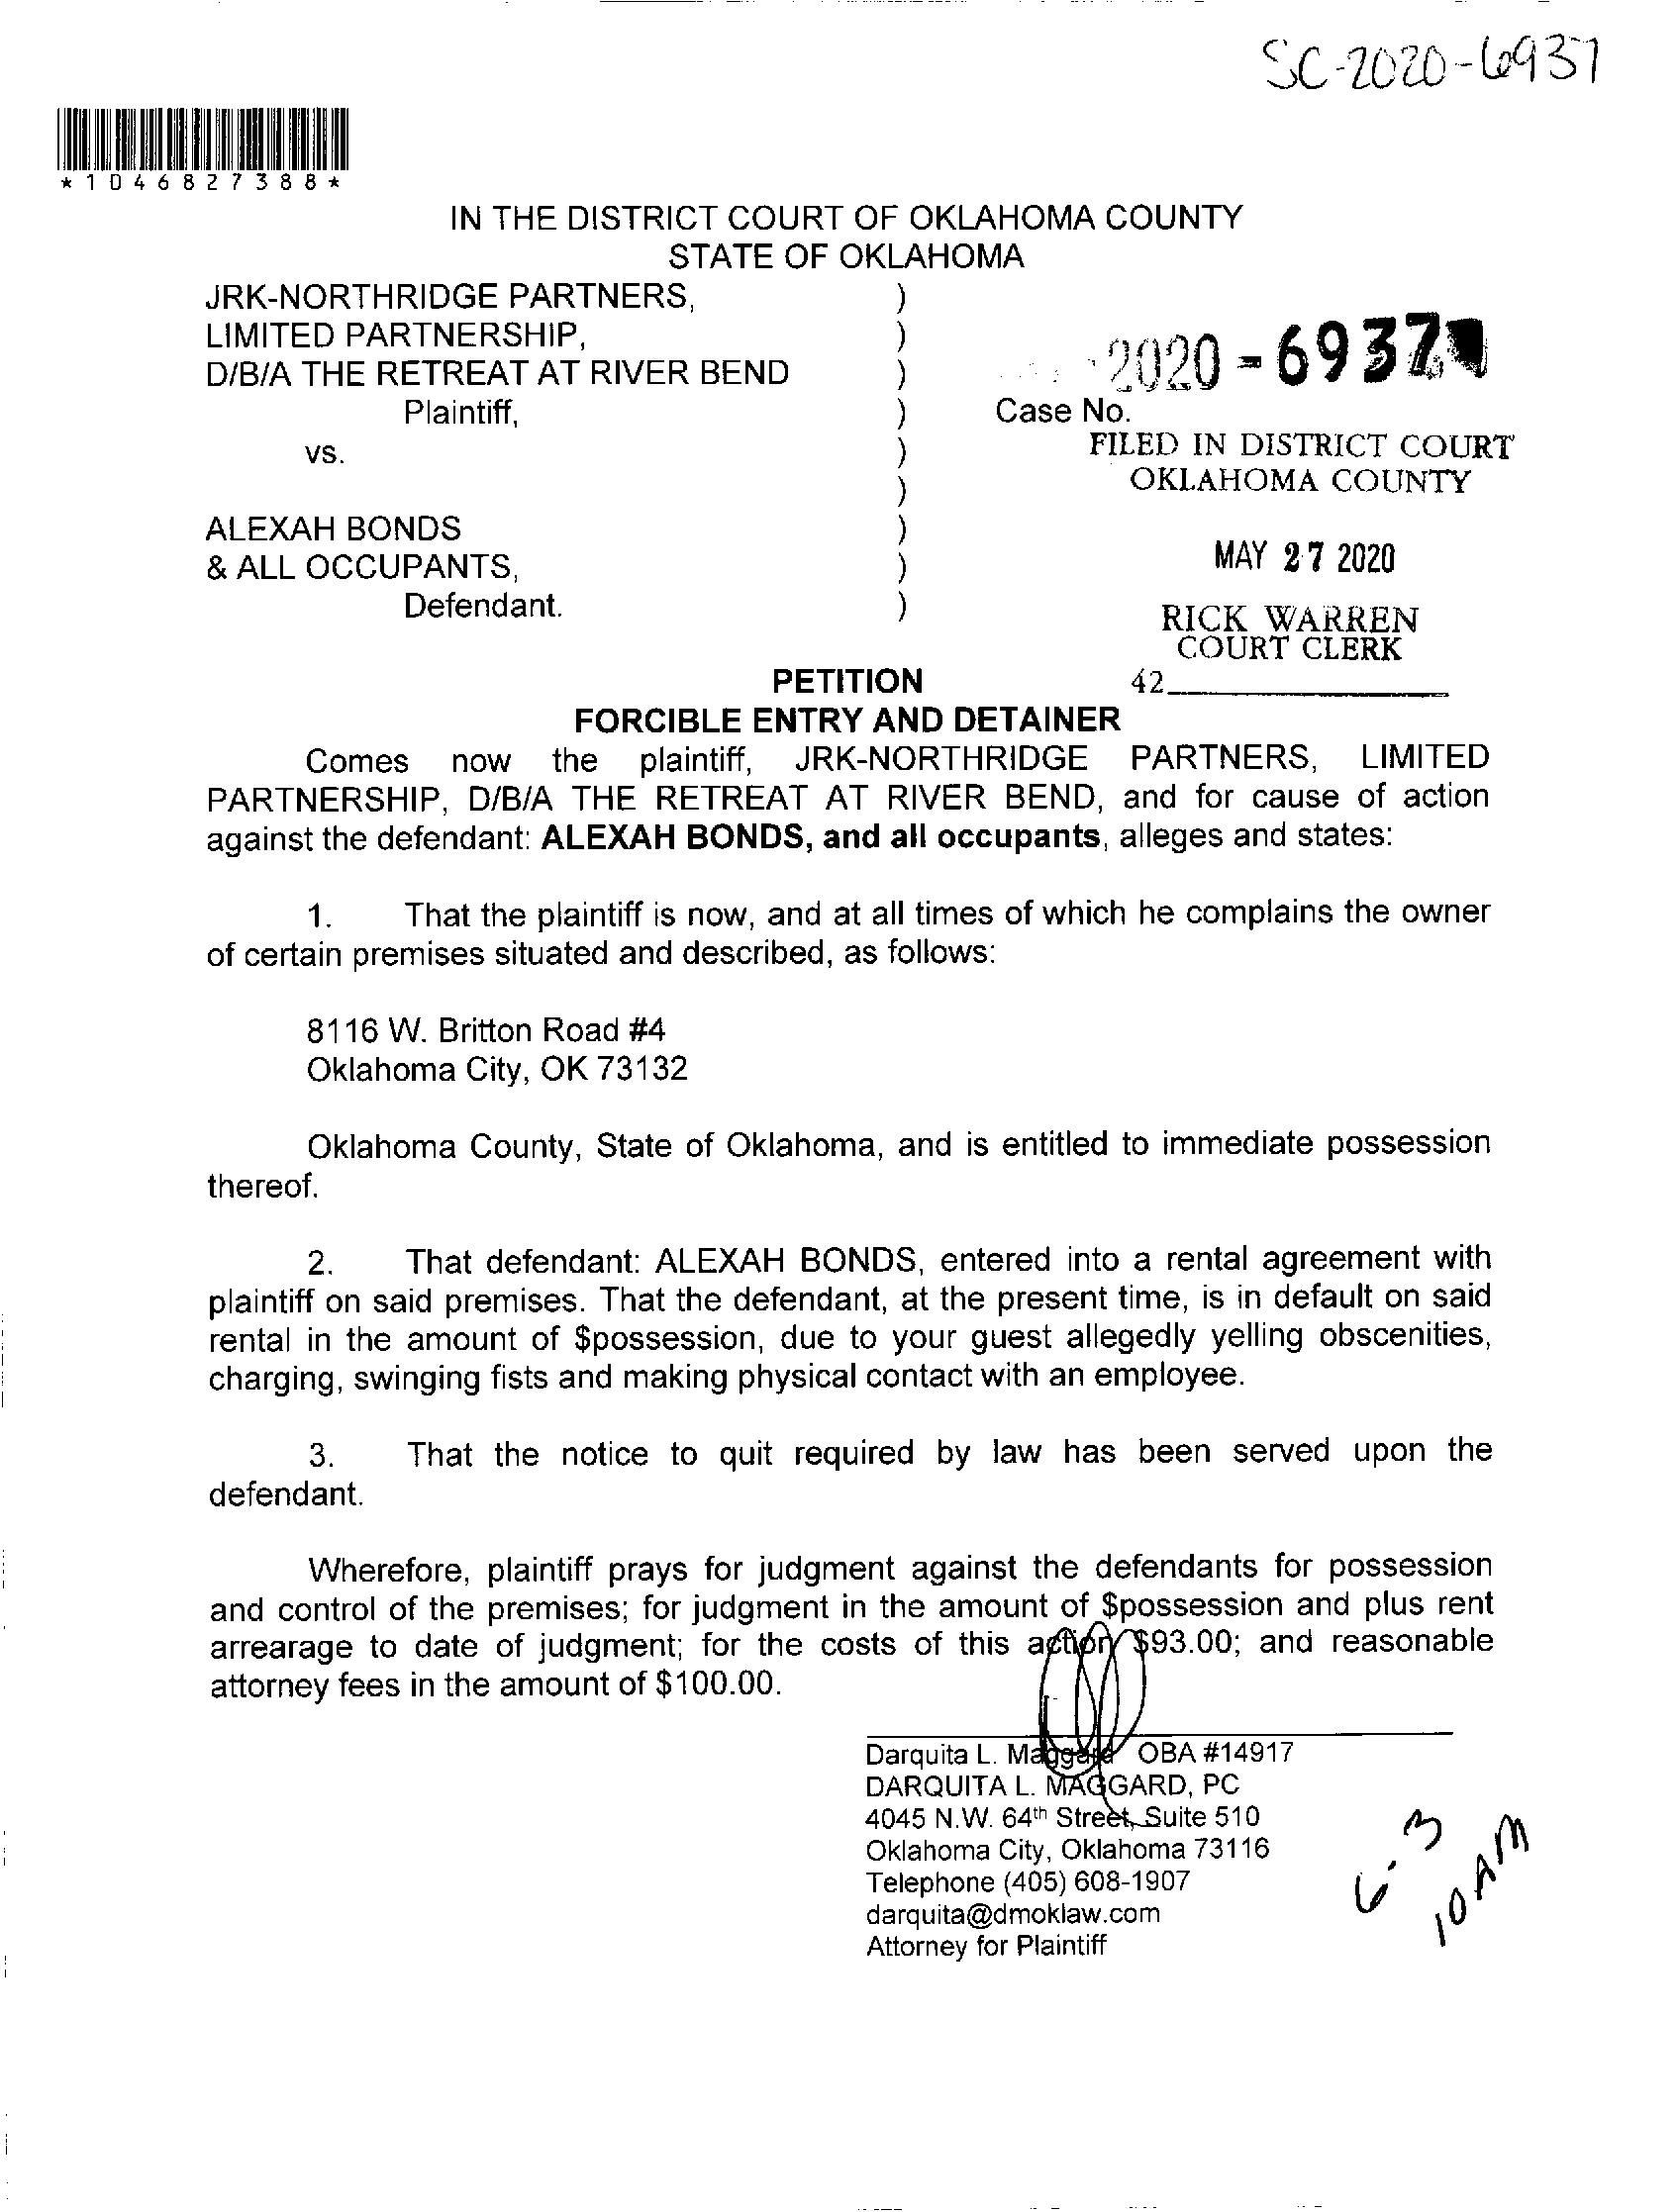 SC-2020-6937
*1046827388*
IN THE DISTRICT COURT OF OKLAHOMA COUNTY
STATE OF OKLAHOMA
JRK-NORTHRIDGE PARTNERS, )
LIMITED PARTNERSHIP, )
D/B/A THE RETREAT AT RIVER BEND ) 2020 - 6937
Plaintiff, ) Case No.
vs. ) FILED IN DISTRICT COURT
) OKLAHOMA COUNTY
ALEXAH BONDS )
& ALL OCCUPANTS, ) MAY 27 2020
Defendant. ) RICK WARREN
COURT CLERK
PETITION 42
FORCIBLE ENTRY AND DETAINER
Comes now the plaintiff, JRK-NORTHRIDGE PARTNERS, LIMITED
PARTNERSHIP, D/B/A THE RETREAT AT RIVER BEND, and for cause of action
against the defendant: ALEXAH BONDS, and all occupants, alleges and states:
1. That the plaintiff is now, and at all times of which he complains the owner
of certain premises situated and described, as follows:
8116 W. Britton Road #4
Oklahoma City, OK 73132
Oklahoma County, State of Oklahoma, and is entitled to immediate possession
thereof.
2. That defendant: ALEXAH BONDS, entered into a rental agreement with
plaintiff on said premises. That the defendant, at the present time, is in default on said
rental in the amount of $possession, due to your guest allegedly yelling obscenities,
charging, swinging fists and making physical contact with an employee.
3. That the notice to quit required by law has been served upon the
defendant.
Wherefore, plaintiff prays for judgment against the defendants for possession
and control of the premises; for judgment in the amount of $possession and plus rent
arrearage to date of judgment; for the costs of this action $93.00; and reasonable
attorney fees in the amount of $100.00.
Darquita L. Maggard OBA #14917
DARQUITA L. MAGGARD, PC
4045 N.W. 64th Street, Suite 510
Oklahoma City, Oklahoma 73116
Telephone (405) 608-1907
darquita@dmoklaw.com
Attorney for Plaintiff
6-3
10 AM